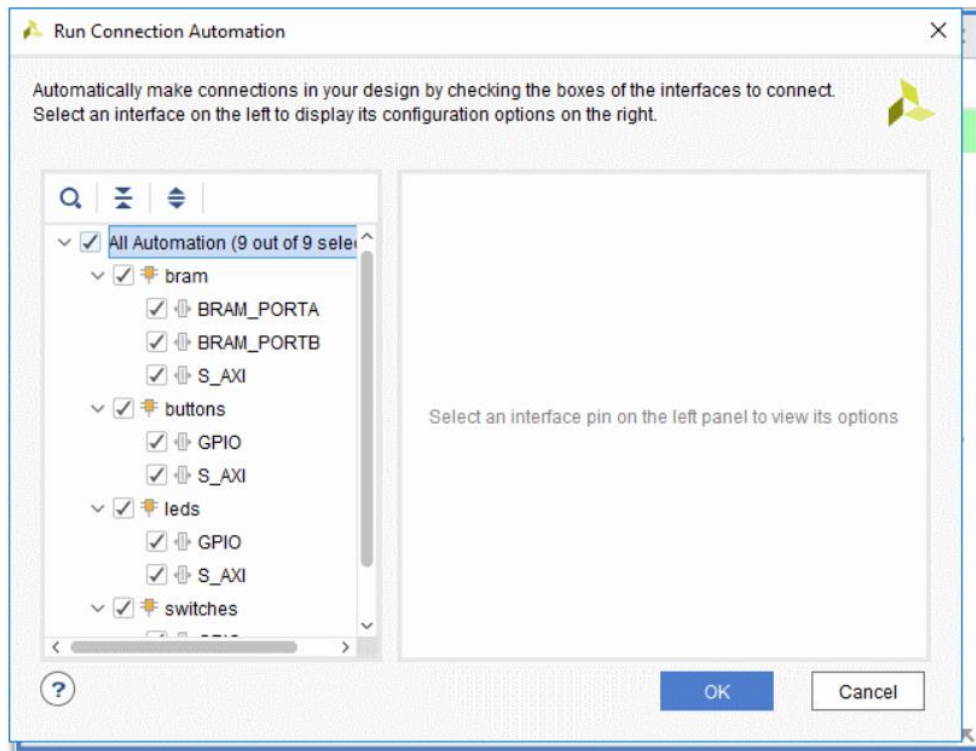 Run Connection Automation
Automatically make connections in your design by checking the boxes of the interfaces to connect.
Select an interface on the left to display its configuration options on the right.
All Automation (9 out of 9 selec
bram
BRAM_PORTA
BRAM_PORTB
S_AXI
buttons
GPIO
S_AXI
leds
GPIO
S_AXI
switches
Select an interface pin on the left panel to view its options
?
OK
Cancel